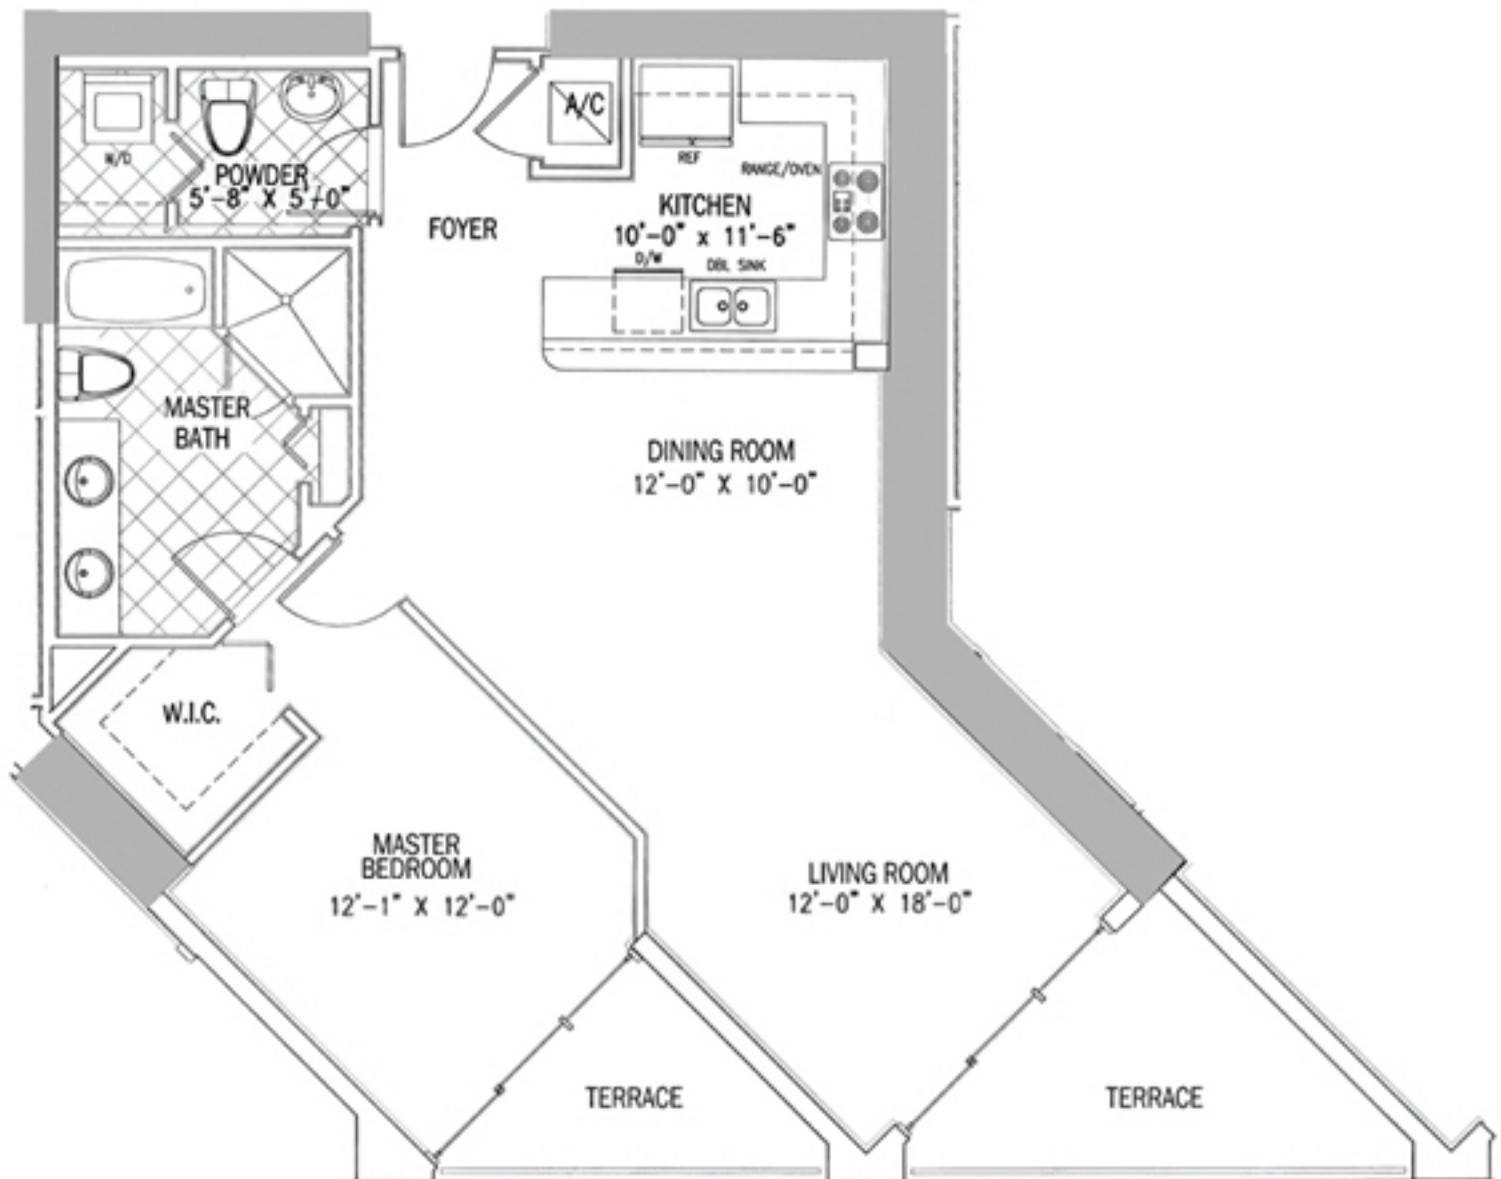 A/C
W/D
REF
POWDER
5'-8" X 5'-0"
RANGE/OVEN
KITCHEN
10'-0" x 11'-6"
FOYER
D/W
DBL SINK
MASTER
BATH
DINING ROOM
12'-0" X 10'-0"
W.I.C.
MASTER
BEDROOM
12'-1" X 12'-0"
LIVING ROOM
12'-0" X 18'-0"
TERRACE
TERRACE